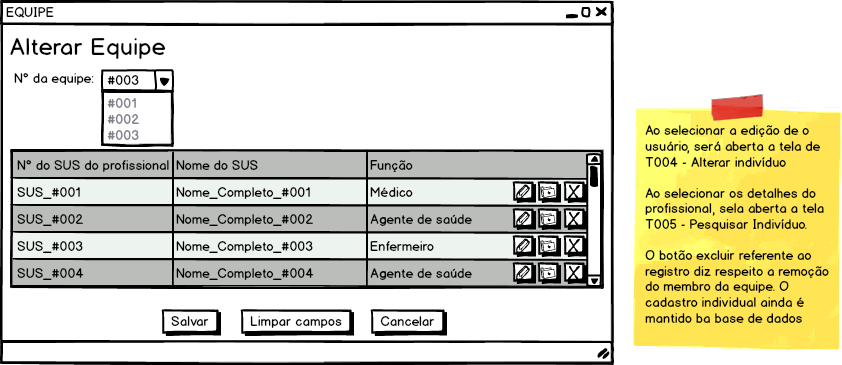 EQUIPE
Alterar Equipe
N° da equipe: #003
#001
#002
#003
N° do SUS do profissional Nome do SUS Função
SUS_#001 Nome_Completo_#001 Médico
SUS_#002 Nome_Completo_#002 Agente de saúde
SUS_#003 Nome_Completo_#003 Enfermeiro
SUS_#004 Nome_Completo_#004 Agente de saúde
Salvar Limpar campos Cancelar
Ao selecionar a edição de o
usuário, será aberta a tela de
T004 - Alterar indivíduo
Ao selecionar os detalhes do
profissional, sela aberta a tela
T005 - Pesquisar Indivíduo.
O botão excluir referente ao
registro diz respeito a remoção
do membro da equipe. O
cadastro individual ainda é
mantido ba base de dados